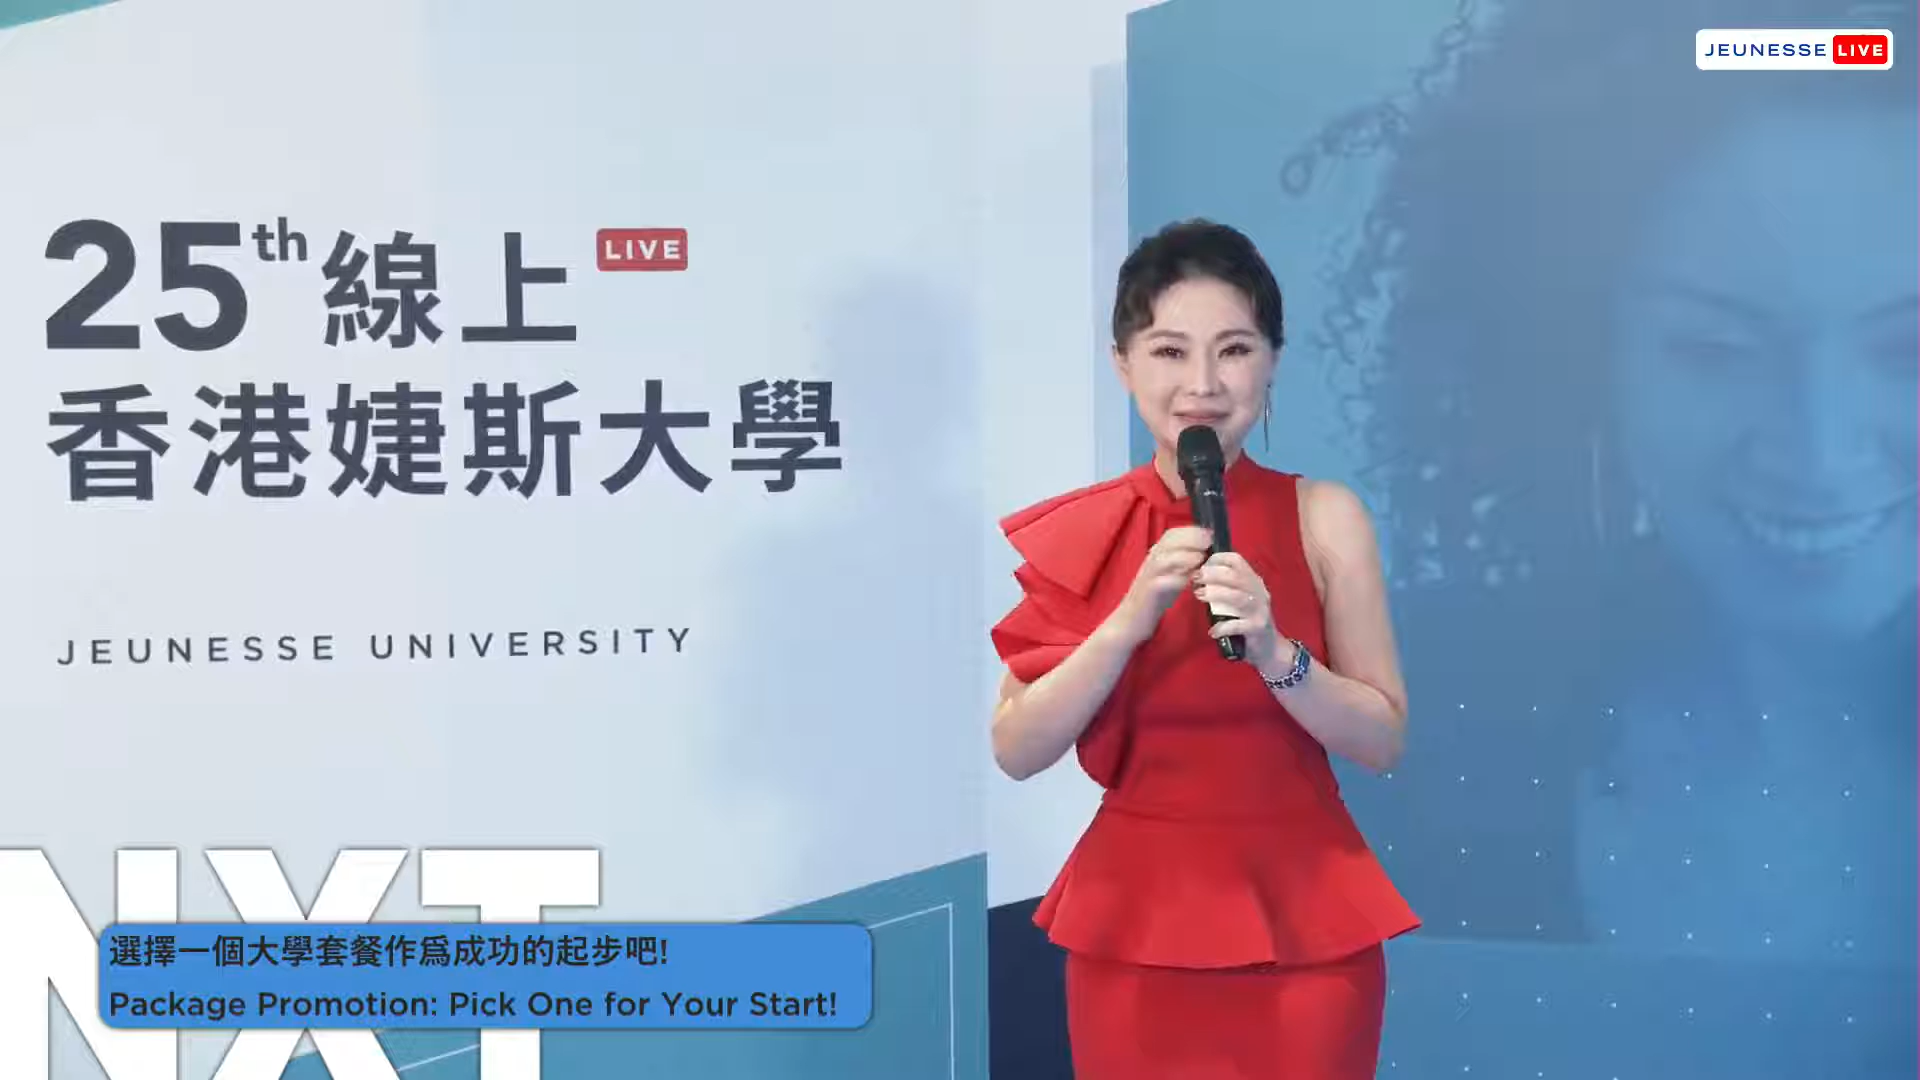 JEUNESSE LIVE
25th 線上 LIVE
香港婕斯大學
JEUNESSE UNIVERSITY
NXT
選擇一個大學套餐作爲成功的起步吧!
Package Promotion: Pick One for Your Start!